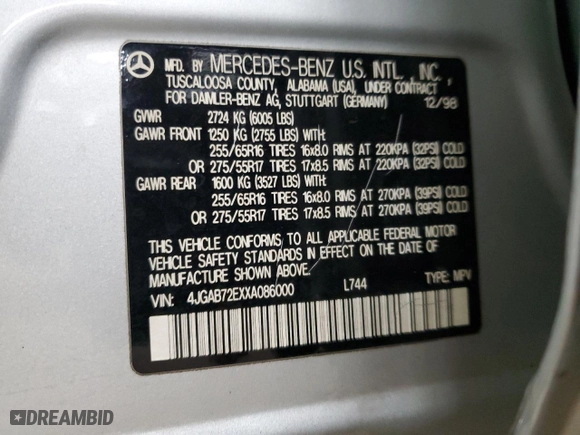 MFD. BY MERCEDES-BENZ U.S. INTL., INC.,
TUSCALOOSA COUNTY, ALABAMA (USA), UNDER CONTRACT
FOR DAIMLER-BENZ AG, STUTTGART (GERMANY) 12/98
GVWR 2724 KG (6005 LBS)
GAWR FRONT 1250 KG (2755 LBS) WITH:
255/65R16 TIRES 16x8.0 RIMS AT 220KPA (32PSI) COLD
OR 275/55R17 TIRES 17x8.5 RIMS AT 220KPA (32PSI) COLD
GAWR REAR 1600 KG (3527 LBS) WITH:
255/65R16 TIRES 16x8.0 RIMS AT 270KPA (39PSI) COLD
OR 275/55R17 TIRES 17x8.5 RIMS AT 270KPA (39PSI) COLD
THIS VEHICLE CONFORMS TO ALL APPLICABLE FEDERAL MOTOR
VEHICLE SAFETY STANDARDS IN EFFECT ON THE DATE OF
MANUFACTURE SHOWN ABOVE.
VIN: 4JGAB72EXXA086000 L744 TYPE: MPV
DREAMBID